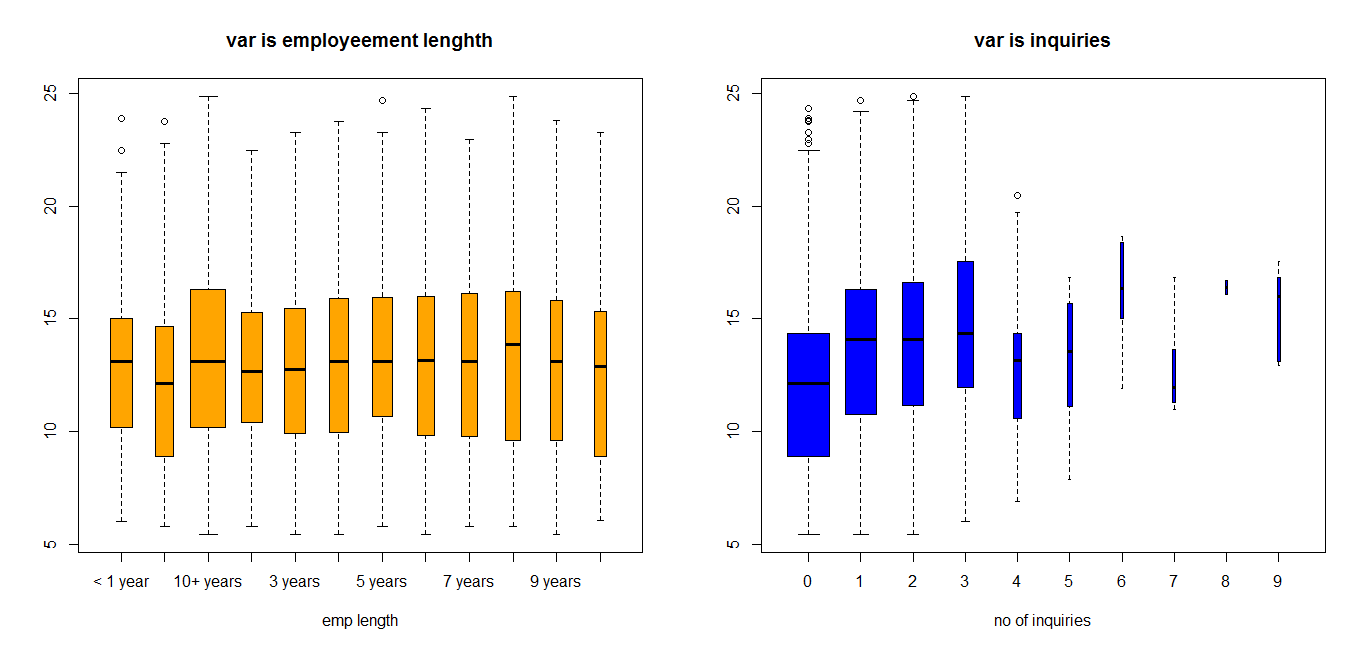 var is employeement lenghth
25
20
15
10
5
< 1 year 10+ years 3 years 5 years 7 years 9 years
emp length
var is inquiries
25
20
15
10
5
0 1 2 3 4 5 6 7 8 9
no of inquiries